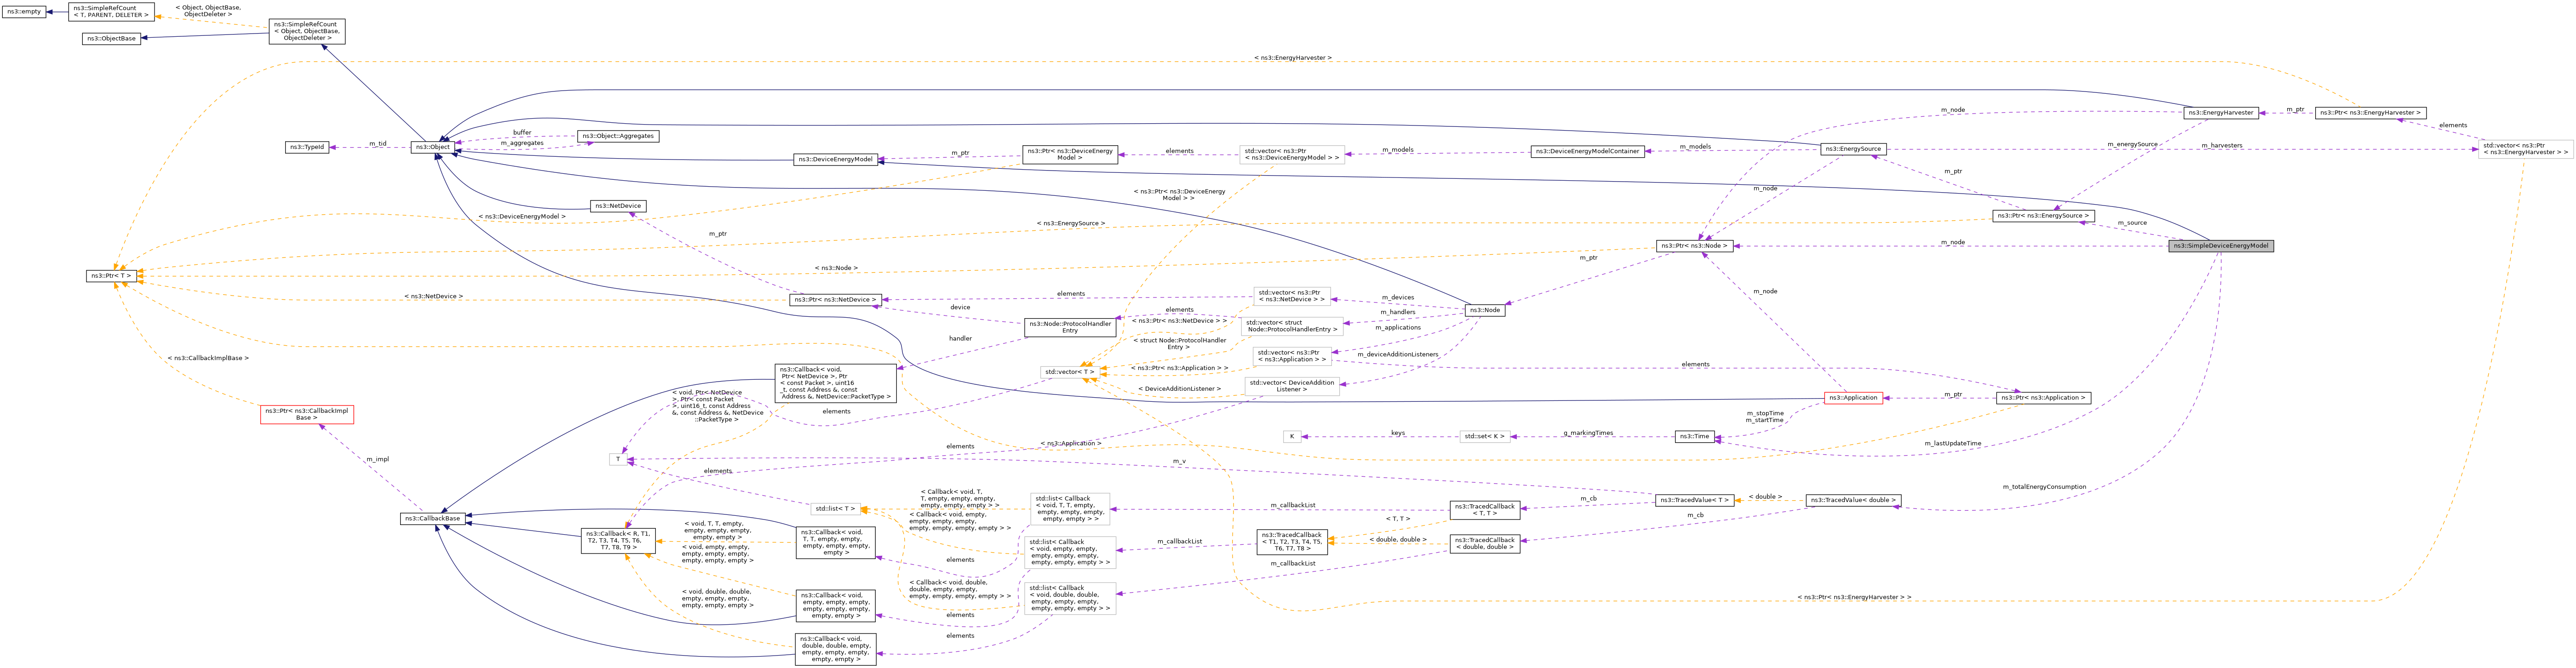 ns3::empty
ns3::SimpleRefCount
< T, PARENT, DELETER >
< Object, ObjectBase,
ObjectDeleter >
ns3::SimpleRefCount
< Object, ObjectBase,
ObjectDeleter >
ns3::ObjectBase
< ns3::EnergyHarvester >
ns3::EnergyHarvester
m_ptr
ns3::Ptr< ns3::EnergyHarvester >
m_node
elements
buffer
ns3::Object::Aggregates
ns3::TypeId
m_tid
ns3::Object
m_aggregates
ns3::DeviceEnergyModel
m_ptr
ns3::Ptr< ns3::DeviceEnergy
Model >
elements
std::vector< ns3::Ptr
< ns3::DeviceEnergyModel > >
m_models
ns3::DeviceEnergyModelContainer
m_models
ns3::EnergySource
m_energySource
m_harvesters
std::vector< ns3::Ptr
< ns3::EnergyHarvester > >
m_ptr
m_node
< ns3::Ptr< ns3::DeviceEnergy
Model > >
ns3::NetDevice
< ns3::DeviceEnergyModel >
< ns3::EnergySource >
ns3::Ptr< ns3::EnergySource >
m_source
m_ptr
ns3::Ptr< ns3::Node >
m_node
ns3::SimpleDeviceEnergyModel
m_ptr
ns3::Ptr< T >
< ns3::Node >
< ns3::NetDevice >
ns3::Ptr< ns3::NetDevice >
elements
std::vector< ns3::Ptr
< ns3::NetDevice > >
m_devices
m_node
device
elements
m_handlers
ns3::Node
ns3::Node::ProtocolHandler
Entry
< ns3::Ptr< ns3::NetDevice > >
std::vector< struct
Node::ProtocolHandlerEntry >
m_applications
handler
< struct Node::ProtocolHandler
Entry >
std::vector< ns3::Ptr
< ns3::Application > >
m_deviceAdditionListeners
< ns3::CallbackImplBase >
ns3::Callback< void,
Ptr< NetDevice >, Ptr
< const Packet >, uint16
_t, const Address &, const
Address &, NetDevice::PacketType >
std::vector< T >
< ns3::Ptr< ns3::Application > >
elements
std::vector< DeviceAddition
Listener >
< DeviceAdditionListener >
< void, Ptr< NetDevice
>, Ptr< const Packet
>, uint16_t, const Address
&, const Address &, NetDevice
::PacketType >
elements
ns3::Application
m_ptr
ns3::Ptr< ns3::Application >
ns3::Ptr< ns3::CallbackImpl
Base >
m_stopTime
m_startTime
K
keys
std::set< K >
g_markingTimes
ns3::Time
m_lastUpdateTime
elements
< ns3::Application >
m_impl
T
m_v
elements
m_totalEnergyConsumption
< Callback< void, T,
T, empty, empty, empty,
empty, empty, empty > >
std::list< Callback
< void, T, T, empty,
empty, empty, empty,
empty, empty > >
m_callbackList
ns3::TracedCallback
< T, T >
m_cb
ns3::TracedValue< T >
< double >
ns3::TracedValue< double >
std::list< T >
< Callback< void, empty,
empty, empty, empty,
empty, empty, empty, empty > >
m_cb
ns3::CallbackBase
< T, T >
ns3::Callback< R, T1,
T2, T3, T4, T5, T6,
T7, T8, T9 >
< void, T, T, empty,
empty, empty, empty,
empty, empty >
< void, empty, empty,
empty, empty, empty,
empty, empty, empty >
ns3::Callback< void,
T, T, empty, empty,
empty, empty, empty,
empty >
elements
std::list< Callback
< void, empty, empty,
empty, empty, empty,
empty, empty, empty > >
m_callbackList
ns3::TracedCallback
< T1, T2, T3, T4, T5,
T6, T7, T8 >
< double, double >
ns3::TracedCallback
< double, double >
m_callbackList
< Callback< void, double,
double, empty, empty,
empty, empty, empty, empty > >
std::list< Callback
< void, double, double,
empty, empty, empty,
empty, empty, empty > >
< void, double, double,
empty, empty, empty,
empty, empty, empty >
ns3::Callback< void,
empty, empty, empty,
empty, empty, empty,
empty, empty >
elements
< ns3::Ptr< ns3::EnergyHarvester > >
ns3::Callback< void,
double, double, empty,
empty, empty, empty,
empty, empty >
elements